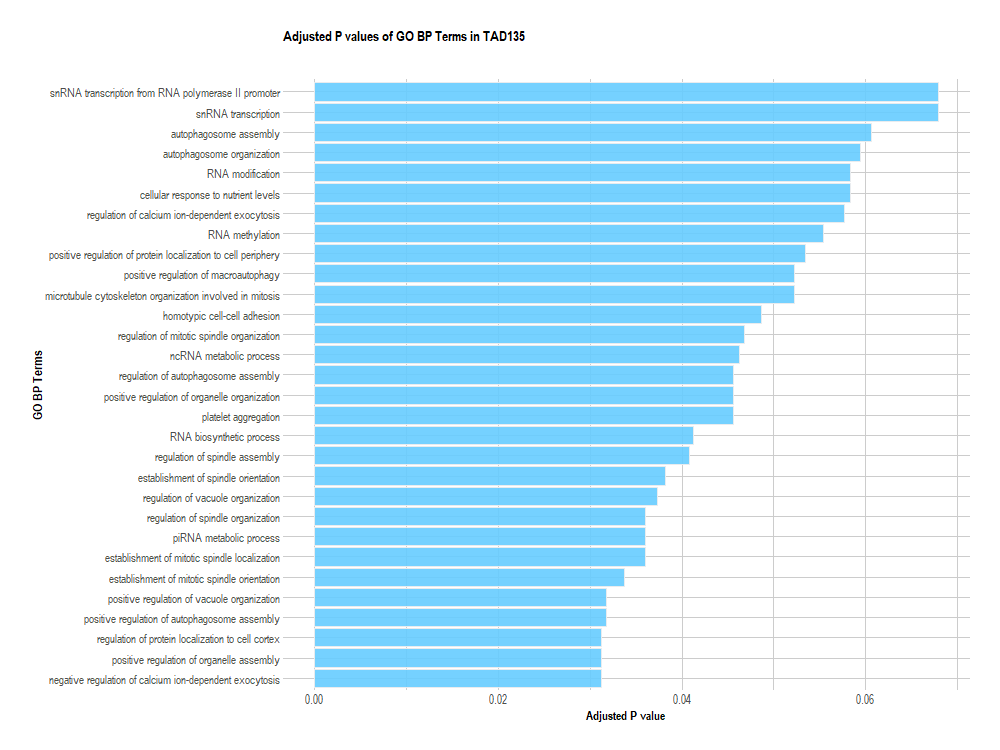 Adjusted P values of GO BP Terms in TAD135
snRNA transcription from RNA polymerase II promoter
snRNA transcription
autophagosome assembly
autophagosome organization
RNA modification
cellular response to nutrient levels
regulation of calcium ion-dependent exocytosis
RNA methylation
positive regulation of protein localization to cell periphery
positive regulation of macroautophagy
microtubule cytoskeleton organization involved in mitosis
homotypic cell-cell adhesion
regulation of mitotic spindle organization
ncRNA metabolic process
regulation of autophagosome assembly
positive regulation of organelle organization
platelet aggregation
RNA biosynthetic process
regulation of spindle assembly
establishment of spindle orientation
regulation of vacuole organization
regulation of spindle organization
piRNA metabolic process
establishment of mitotic spindle localization
establishment of mitotic spindle orientation
positive regulation of vacuole organization
positive regulation of autophagosome assembly
regulation of protein localization to cell cortex
positive regulation of organelle assembly
negative regulation of calcium ion-dependent exocytosis
GO BP Terms
0.00 0.02 0.04 0.06
Adjusted P value